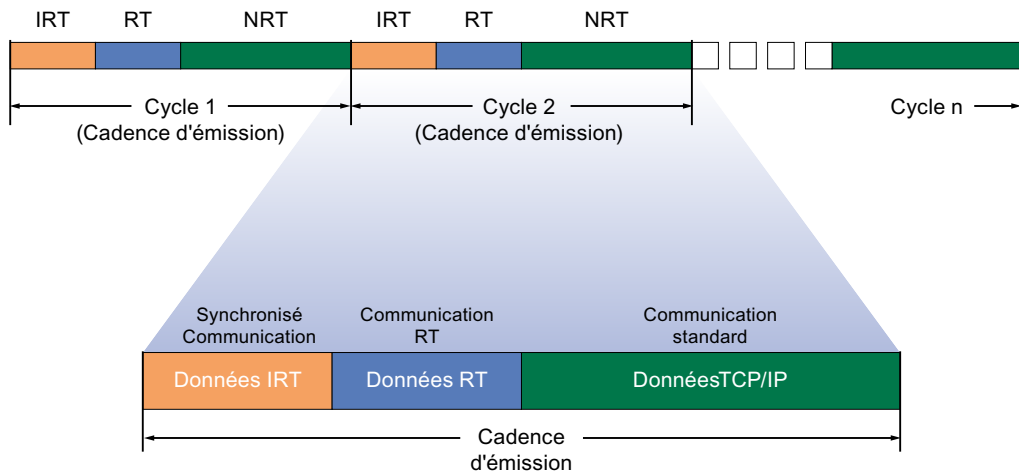 IRT RT NRT IRT RT NRT
Cycle 1
(Cadence d'émission)
Cycle 2
(Cadence d'émission)
Cycle n
Synchronisé
Communication
Communication
RT
Communication
standard
Données IRT
Données RT
DonnéesTCP/IP
Cadence
d'émission